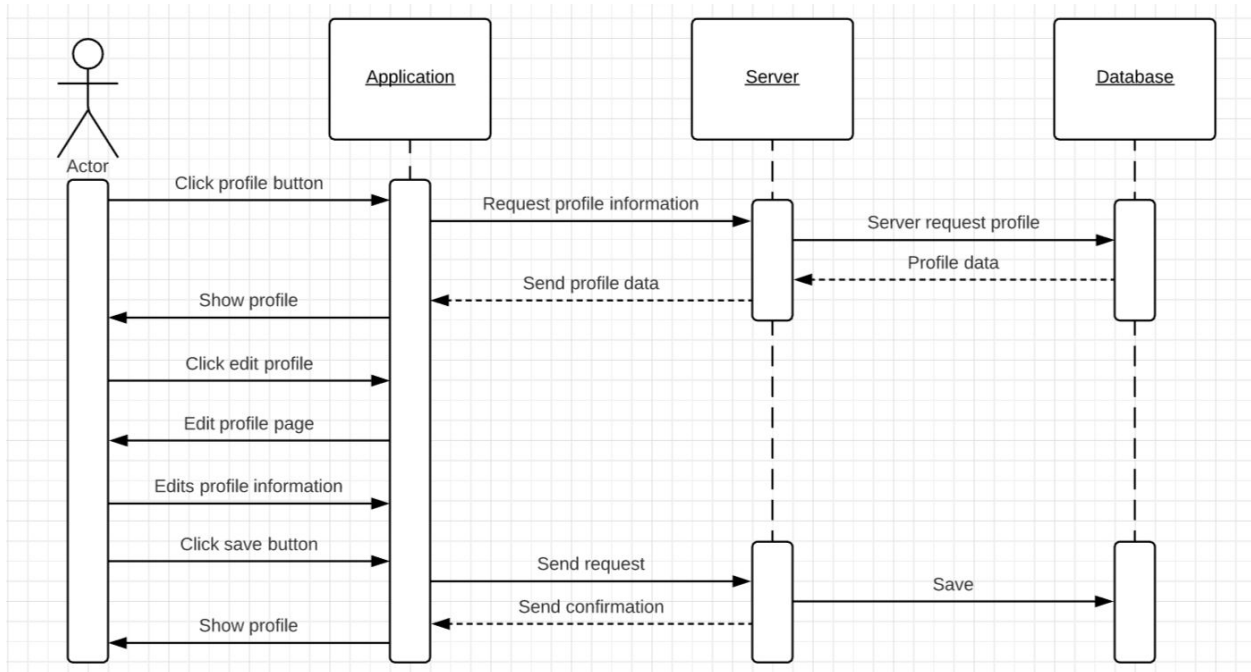 Application
Server
Database
Actor
Click profile button
Request profile information
Server request profile
Profile data
Send profile data
Show profile
Click edit profile
Edit profile page
Edits profile information
Click save button
Send request
Save
Send confirmation
Show profile